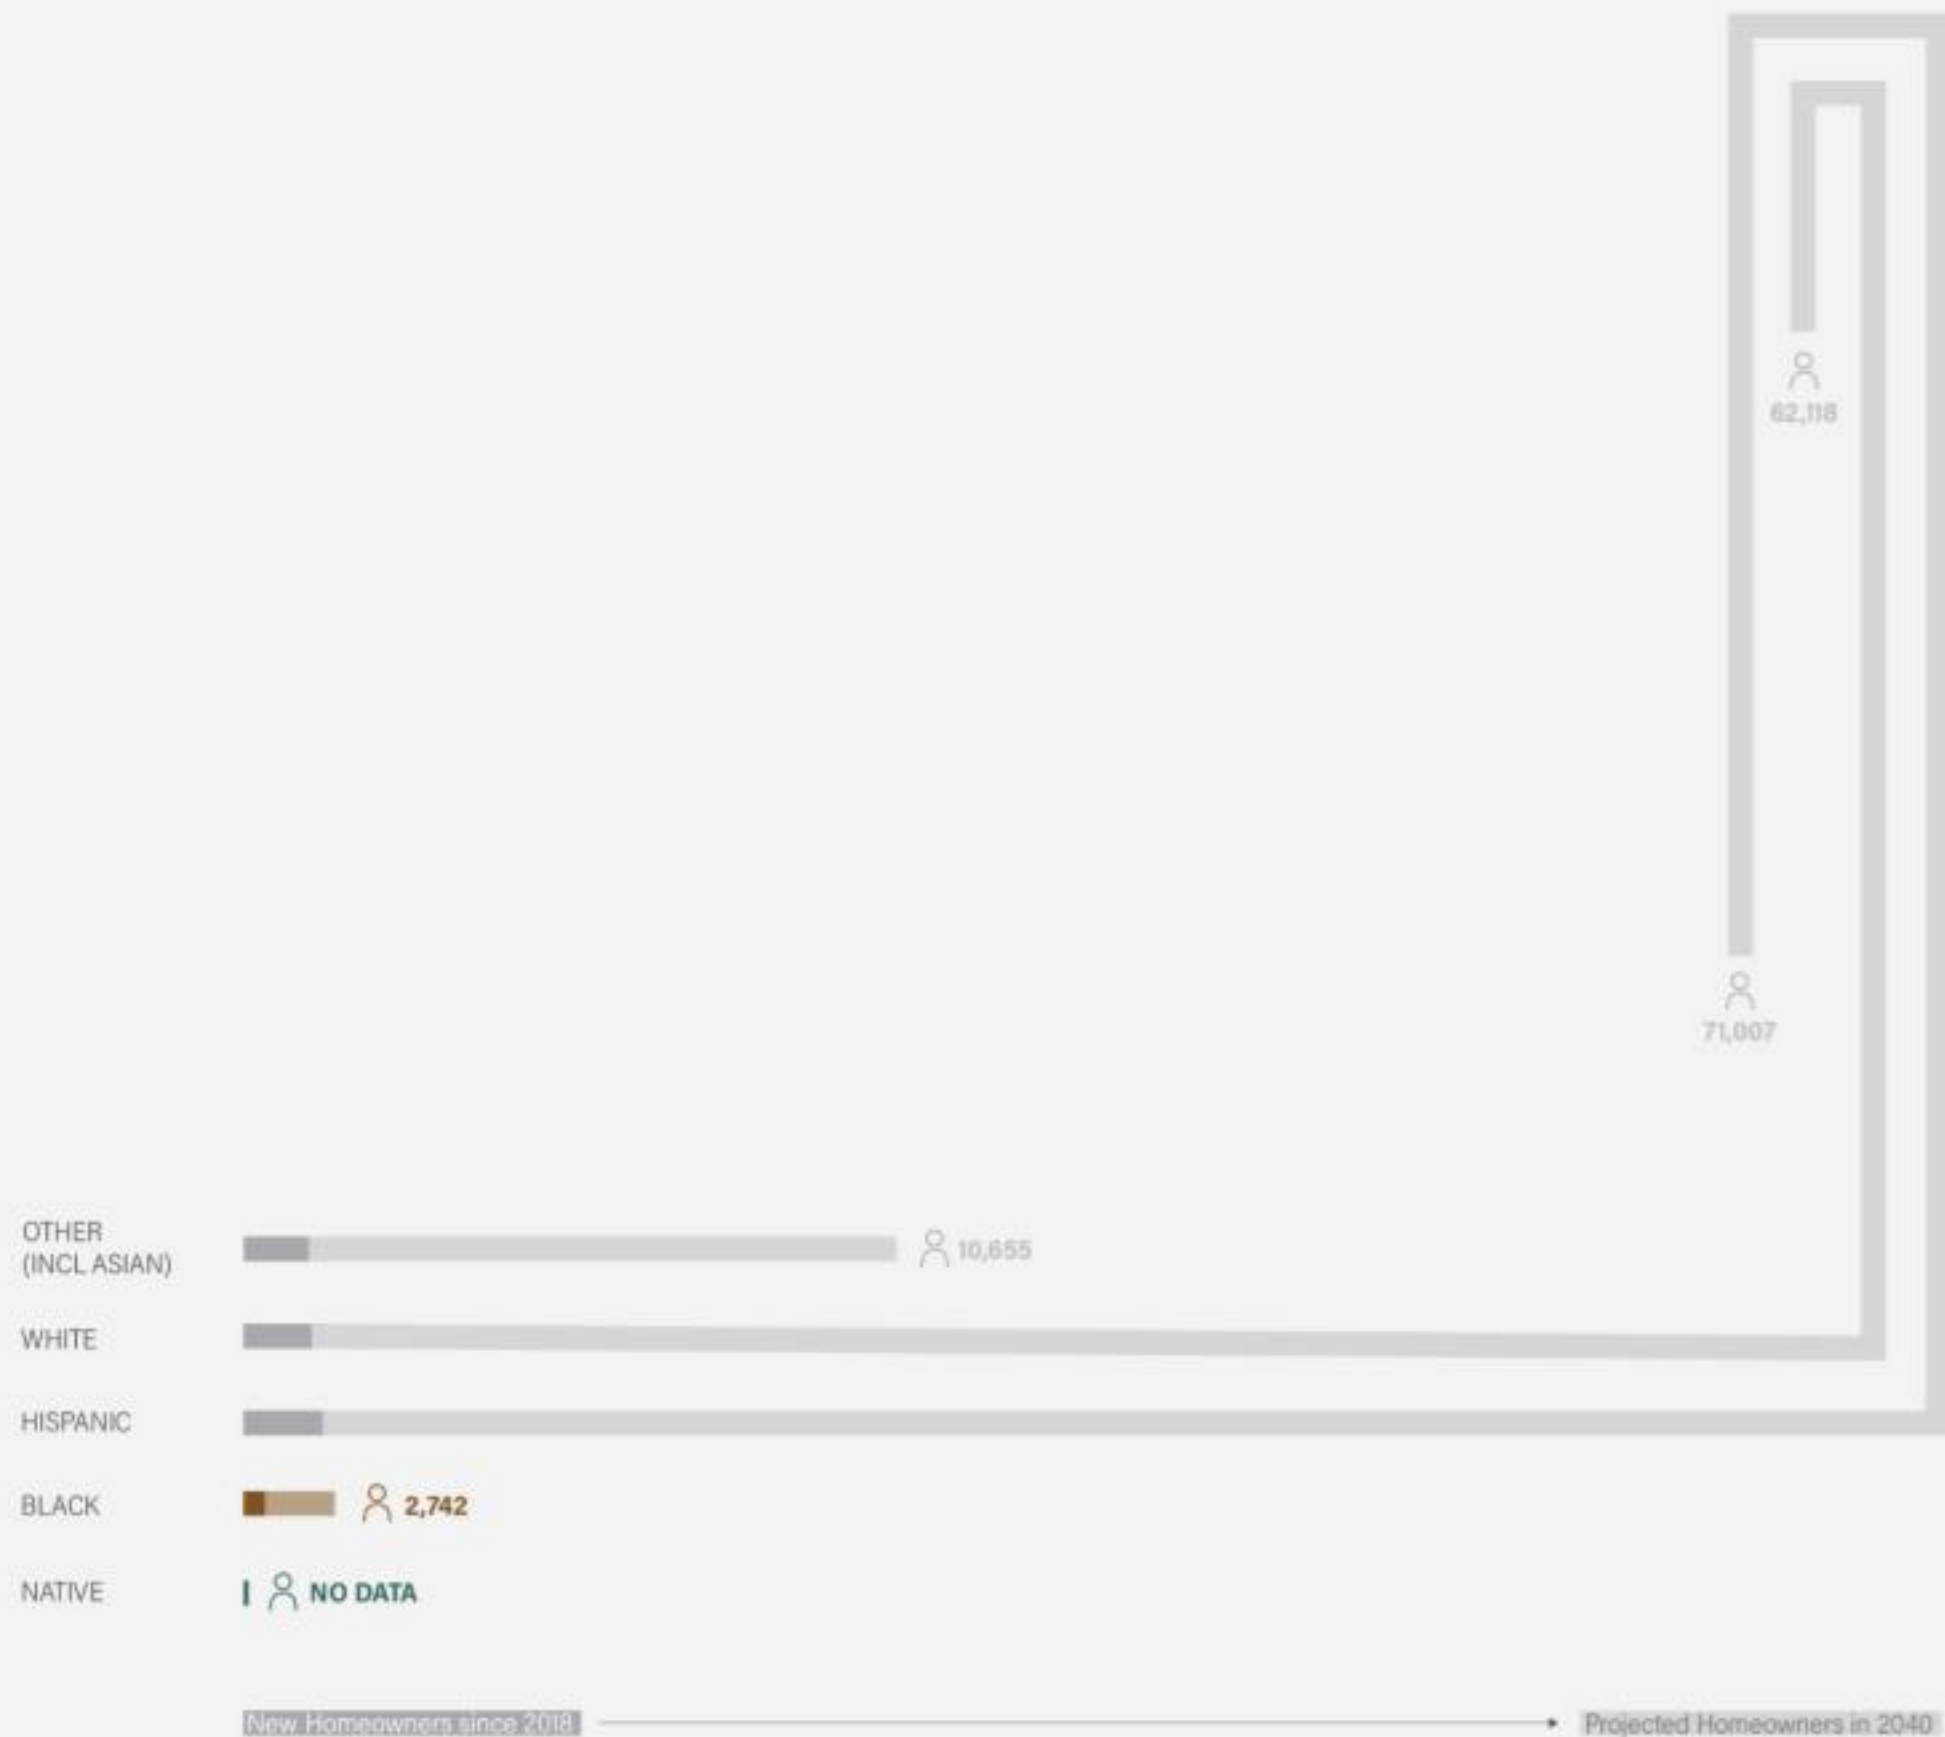 62,118
71,007
OTHER
(INCL ASIAN)
10,655
WHITE
HISPANIC
BLACK
2,742
NATIVE
NO DATA
New Homeowners since 2018
Projected Homeowners in 2040